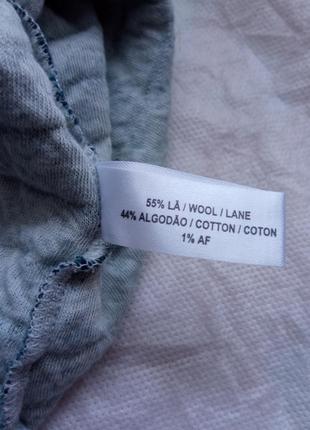 55% LÃ / WOOL / LANE
44% ALGODÃO / COTTON / COTON
1% AF